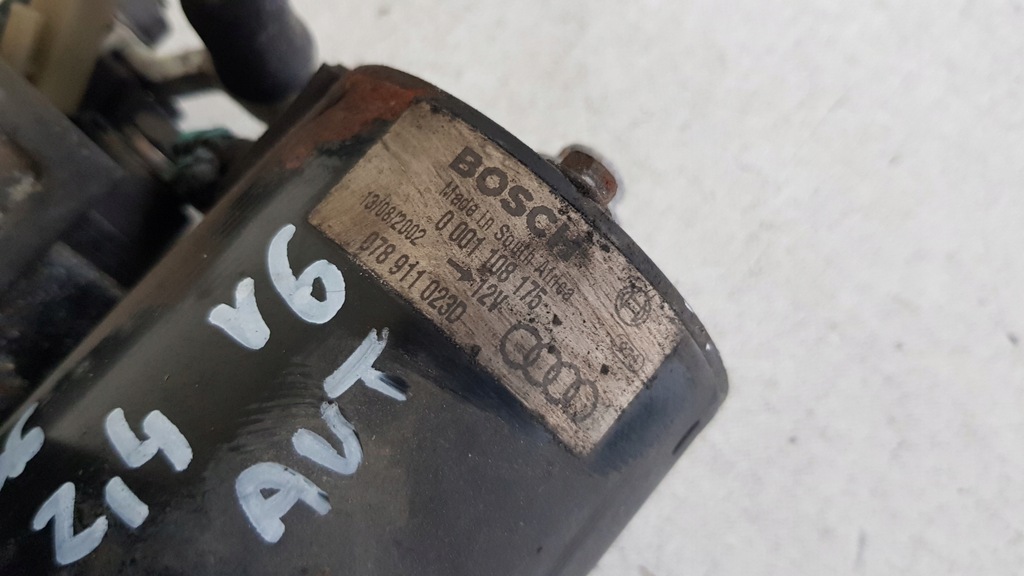 BOSCH
Made in South-Africa
0 001 108 175
13/08/2002 → 12V
078 911 023D
V6
2,4
AUT